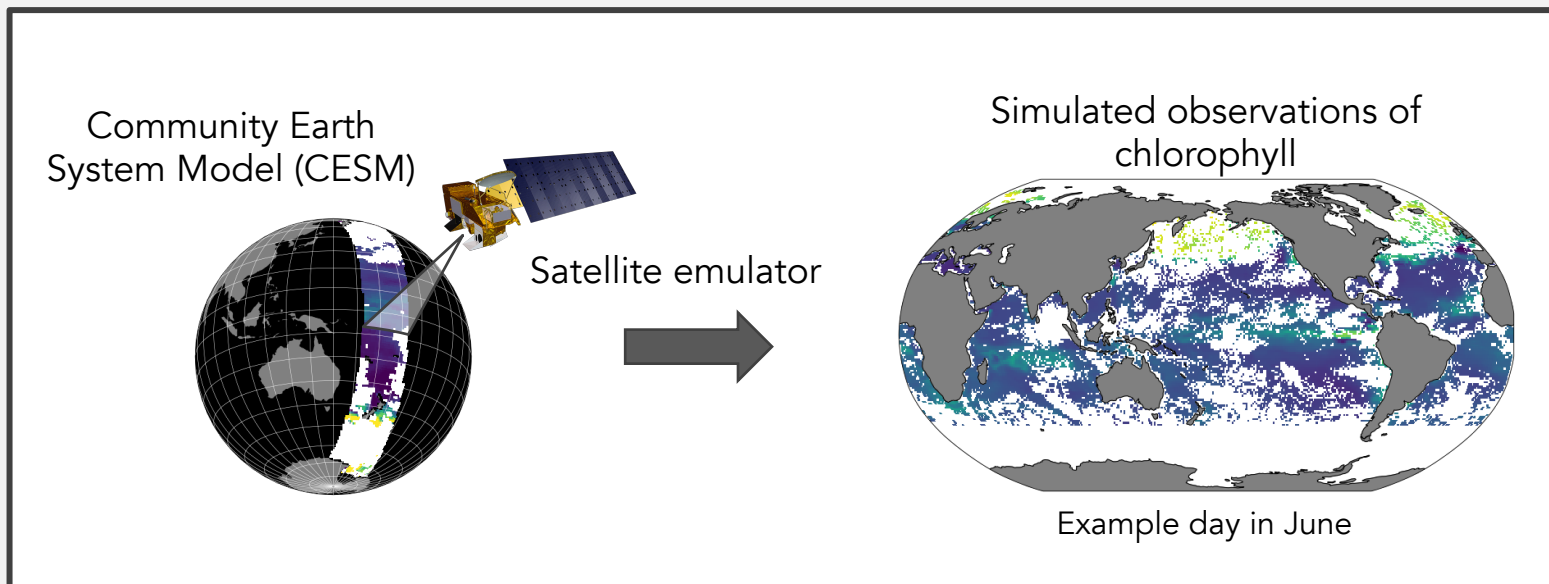 Community Earth
System Model (CESM)
Satellite emulator
Simulated observations of
chlorophyll
Example day in June